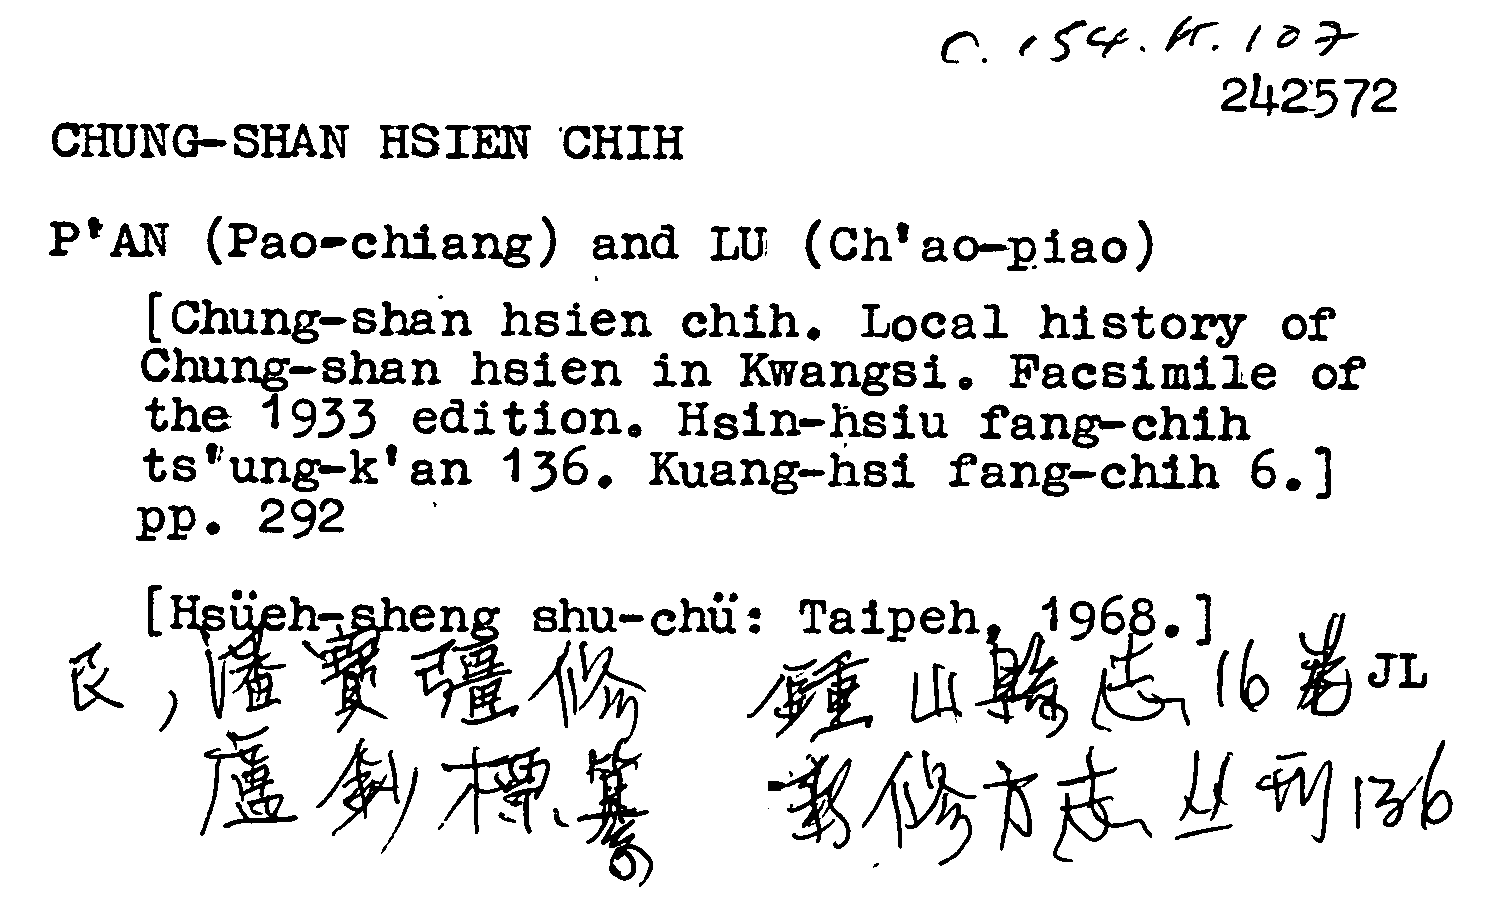 C. 154. K. 107
242572
CHUNG-SHAN HSIEN CHIH
P'AN (Pao-chiang) and LU (Ch'ao-piao)
[Chung-shan hsien chih. Local history of
Chung-shan hsien in Kwangsi. Facsimile of
the 1933 edition. Hsin-hsiu fang-chih
ts'ung-k'an 136. Kuang-hsi fang-chih 6.]
pp. 292
[Hsüeh-sheng shu-chü: Taipeh, 1968.]
民, 潘寶疆修 鍾山縣志 16 卷 JL
盧鈔標纂 新修方志丛刊 136